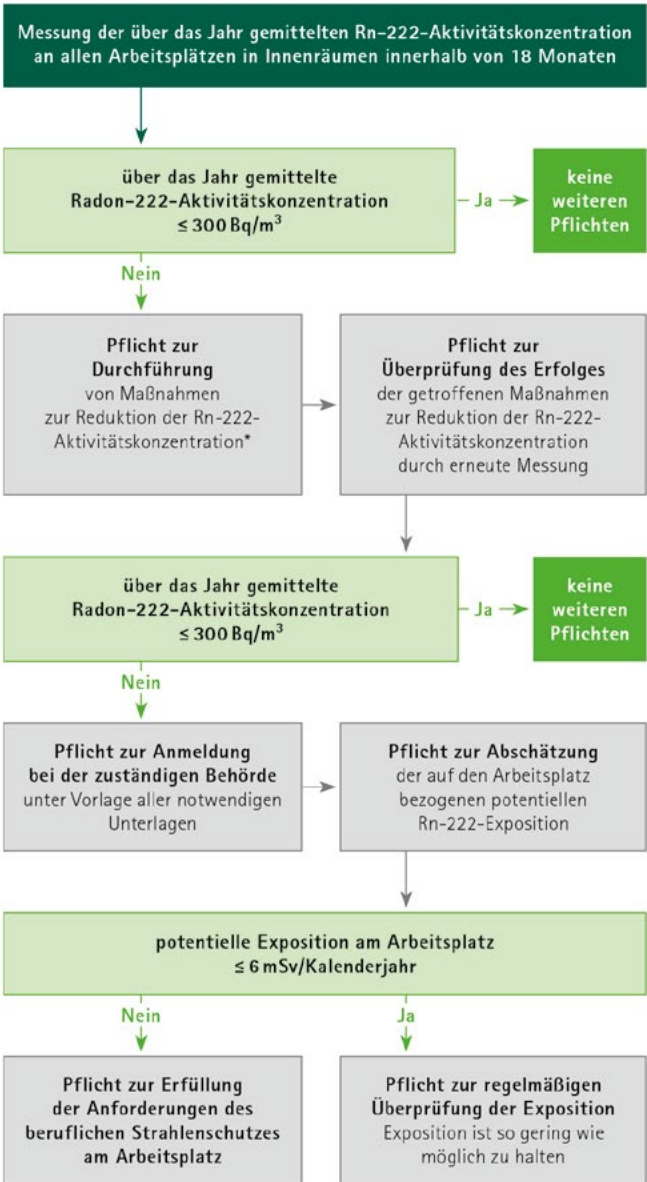 Messung der über das Jahr gemittelten Rn-222-Aktivitätskonzentration
an allen Arbeitsplätzen in Innenräumen innerhalb von 18 Monaten
über das Jahr gemittelte
Radon-222-Aktivitätskonzentration
≤ 300 Bq/m³
Ja
keine
weiteren
Pflichten
Nein
Pflicht zur
Durchführung
von Maßnahmen
zur Reduktion der Rn-222-
Aktivitätskonzentration*
Pflicht zur
Überprüfung des Erfolges
der getroffenen Maßnahmen
zur Reduktion der Rn-222-
Aktivitätskonzentration
durch erneute Messung
über das Jahr gemittelte
Radon-222-Aktivitätskonzentration
≤ 300 Bq/m³
Ja
keine
weiteren
Pflichten
Nein
Pflicht zur Anmeldung
bei der zuständigen Behörde
unter Vorlage aller notwendigen
Unterlagen
Pflicht zur Abschätzung
der auf den Arbeitsplatz
bezogenen potentiellen
Rn-222-Exposition
potentielle Exposition am Arbeitsplatz
≤ 6 mSv/Kalenderjahr
Nein
Ja
Pflicht zur Erfüllung
der Anforderungen des
beruflichen Strahlenschutzes
am Arbeitsplatz
Pflicht zur regelmäßigen
Überprüfung der Exposition
Exposition ist so gering wie
möglich zu halten